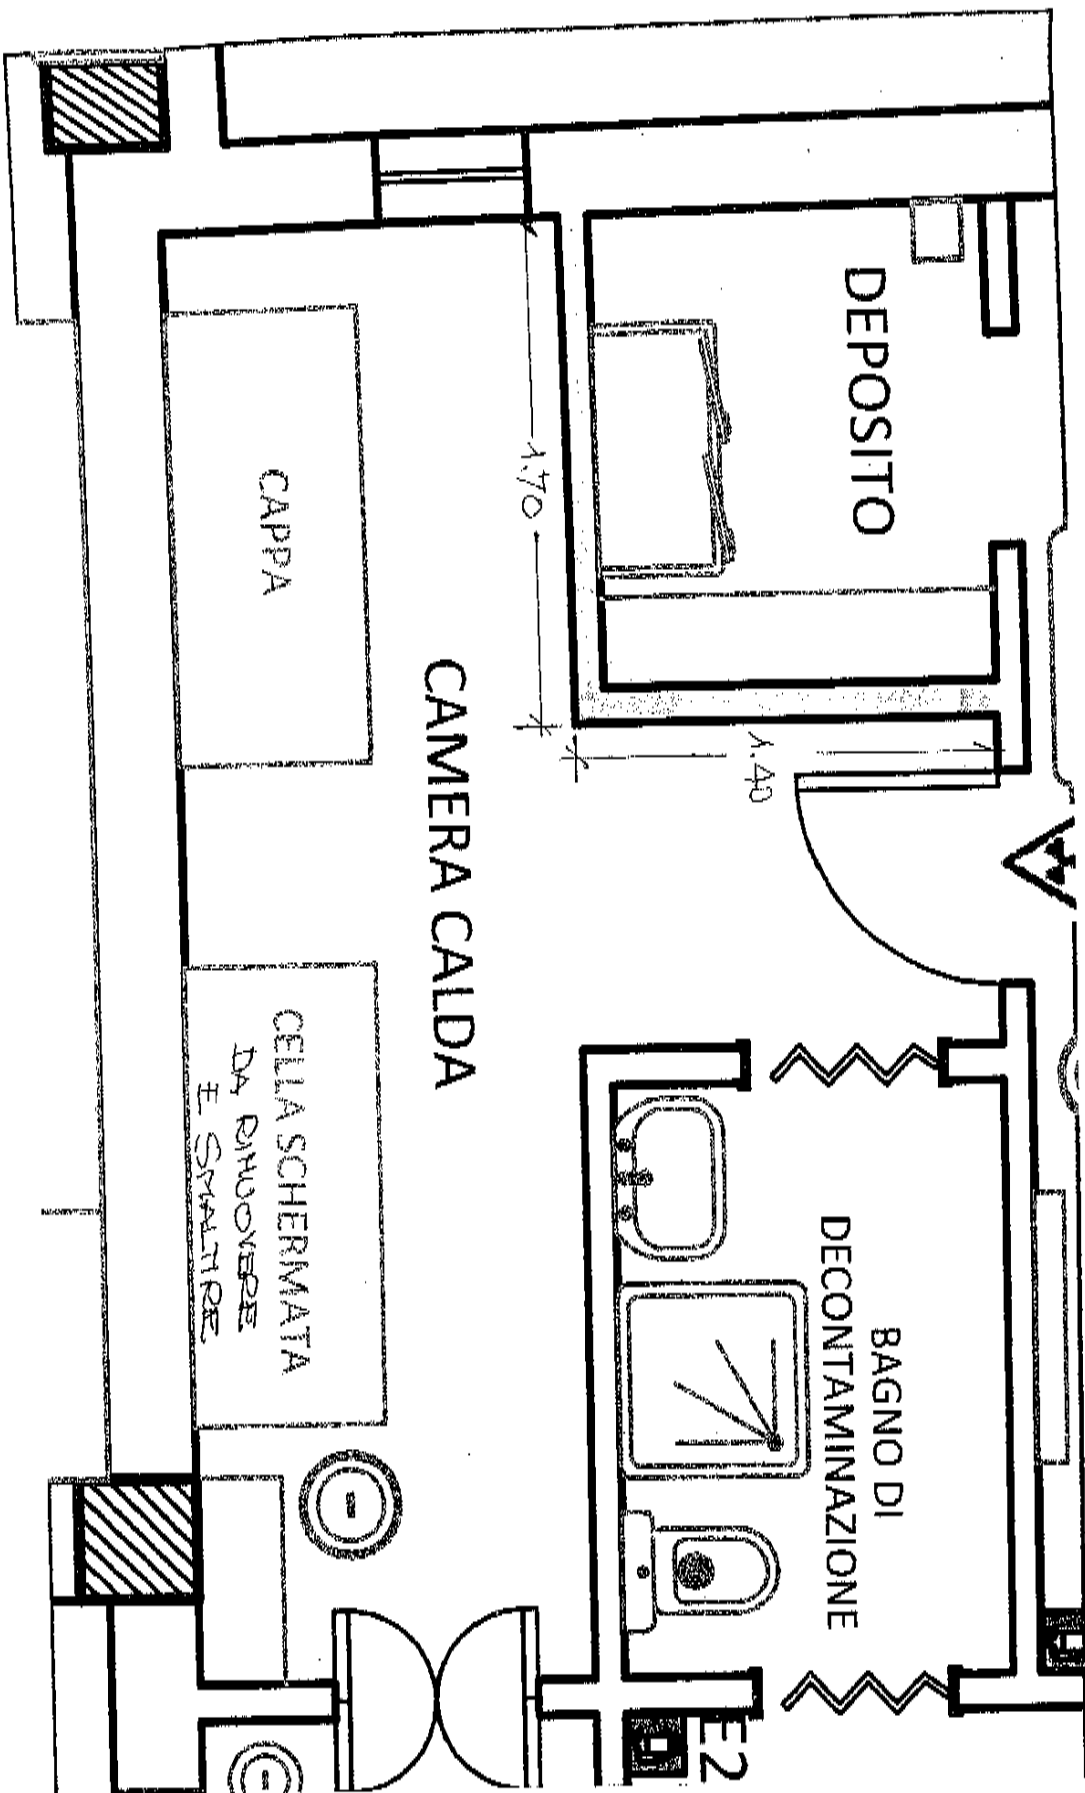 DEPOSITO
1.70
1.40
CAPPA
CAMERA CALDA
CELLA SCHERMATA
DA RIMUOVERE
E SMALTIRE
BAGNO DI
DECONTAMINAZIONE
E2